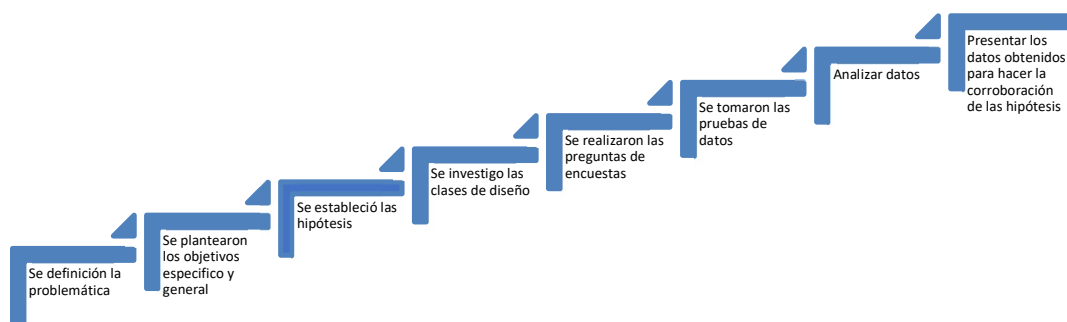 Se definición la
problemática
Se plantearon
los objetivos
especifico y
general
Se estableció las
hipótesis
Se investigo las
clases de diseño
Se realizaron las
preguntas de
encuestas
Se tomaron las
pruebas de
datos
Analizar datos
Presentar los
datos obtenidos
para hacer la
corroboración
de las hipótesis